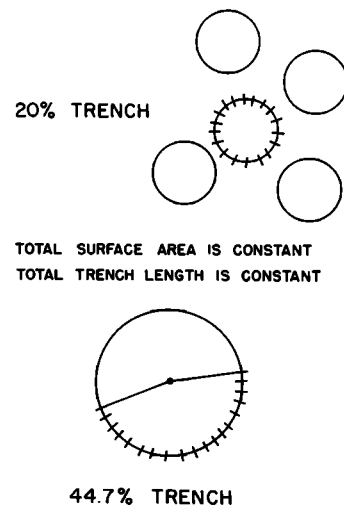 20% TRENCH
TOTAL SURFACE AREA IS CONSTANT
TOTAL TRENCH LENGTH IS CONSTANT
44.7% TRENCH